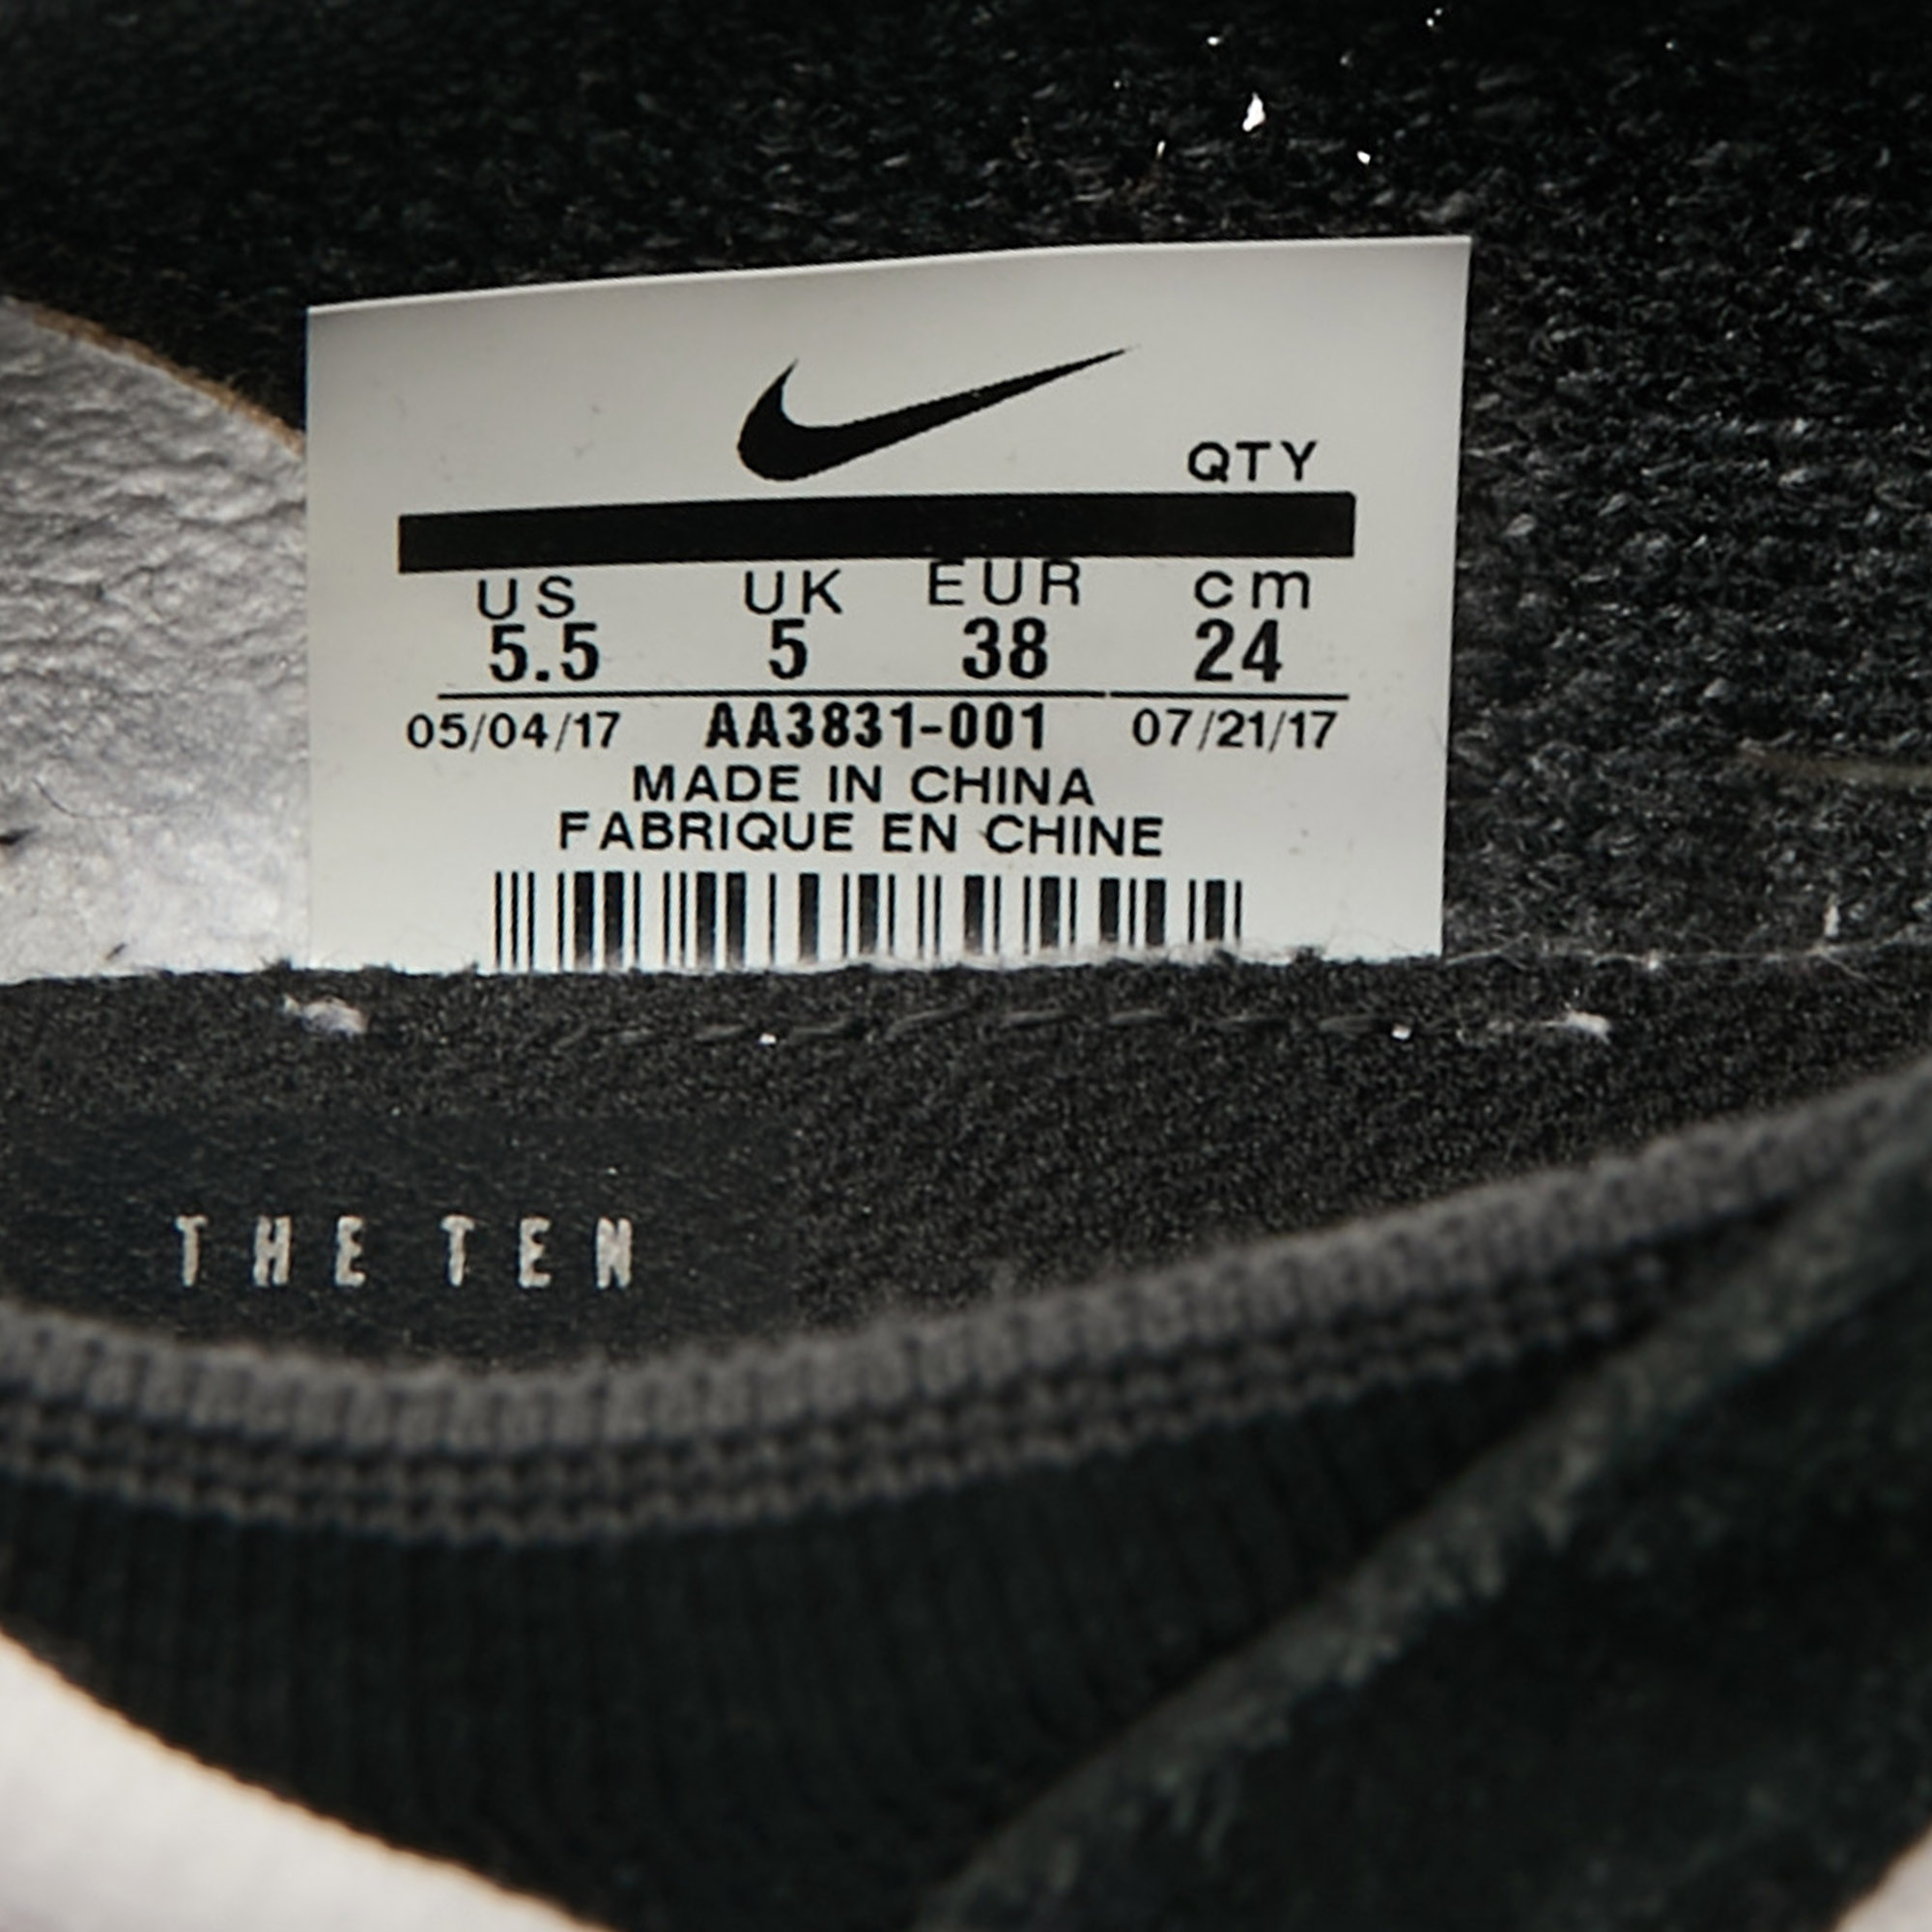 QTY
US UK EUR cm
5.5 5 38 24
05/04/17 AA3831-001 07/21/17
MADE IN CHINA
FABRIQUE EN CHINE
THE TEN